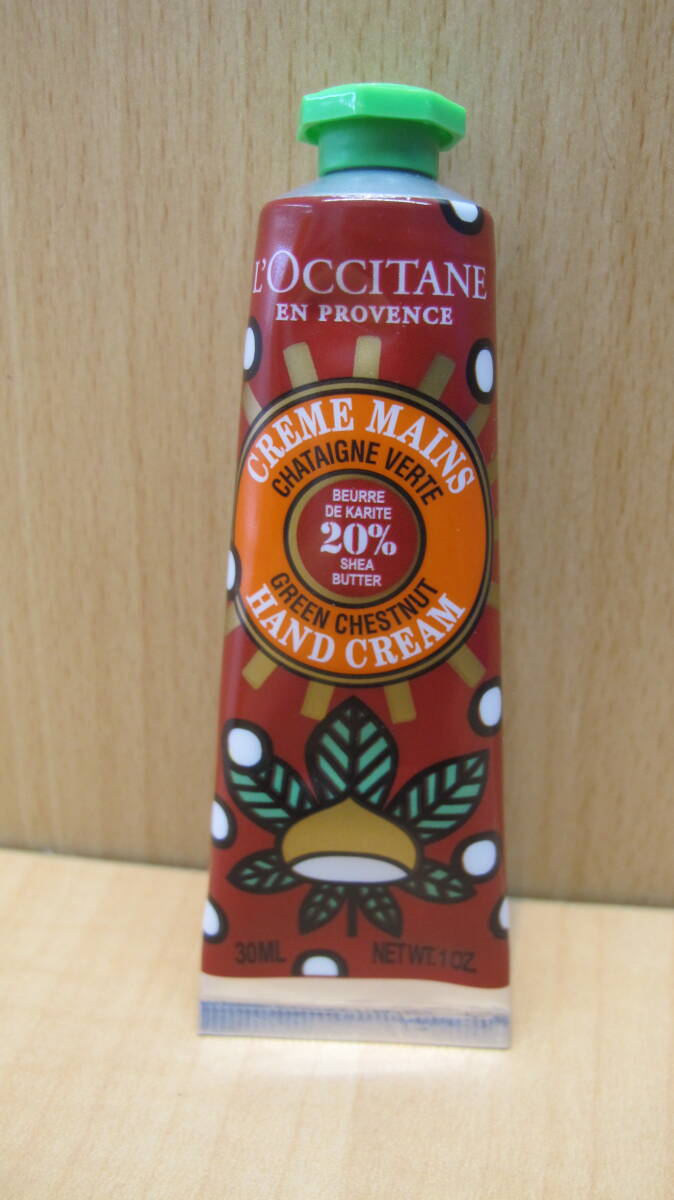 L'OCCITANE
EN PROVENCE
CREME MAINS
CHATAIGNE VERTE
BEURRE
DE KARITE
20%
SHEA
BUTTER
GREEN CHESTNUT
HAND CREAM
30ML NET WT. 1 OZ